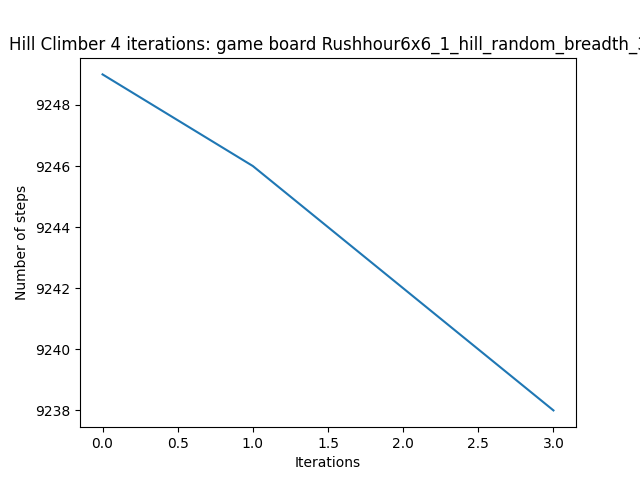 Hill Climber 4 iterations: game board Rushhour6x6_1_hill_random_breadth_
9248
9246
9244
9242
9240
9238
Number of steps
0.0 0.5 1.0 1.5 2.0 2.5 3.0
Iterations